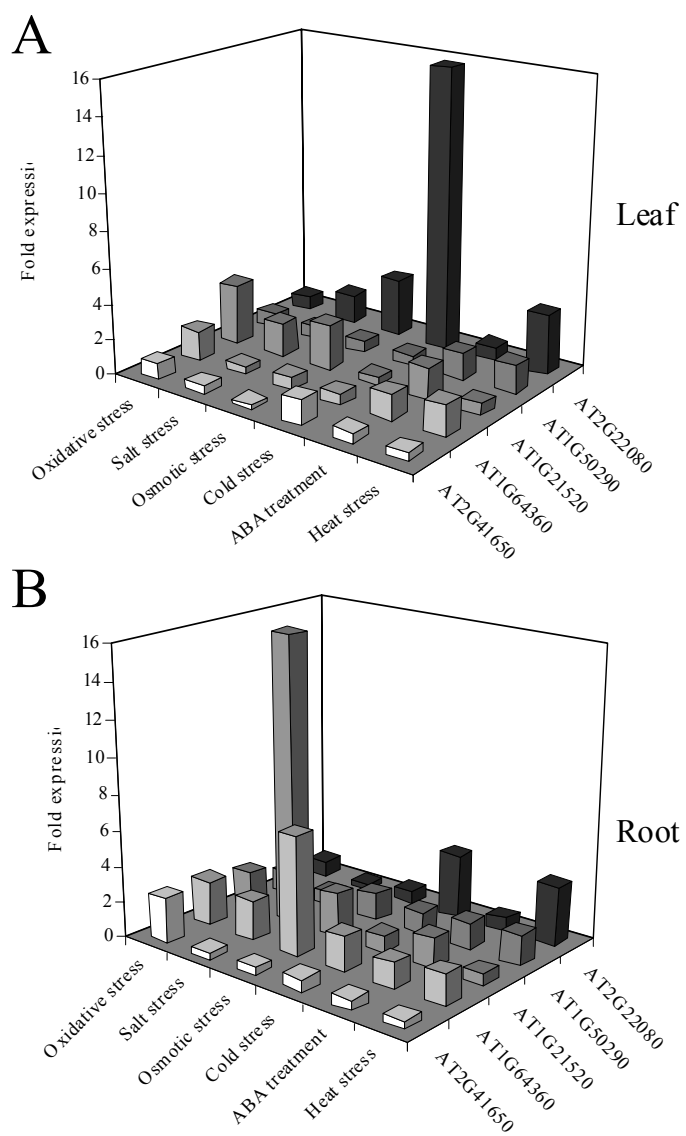 A
16
14
12
10
8
6
4
2
0
Fold expressi
Leaf
Oxidative stress
Salt stress
Osmotic stress
Cold stress
ABA treatment
Heat stress
AT2G41650
AT1G64360
AT1G21520
AT1G50290
AT2G22080
B
16
14
12
10
8
6
4
2
0
Fold expressi
Root
Oxidative stress
Salt stress
Osmotic stress
Cold stress
ABA treatment
Heat stress
AT2G41650
AT1G64360
AT1G21520
AT1G50290
AT2G22080